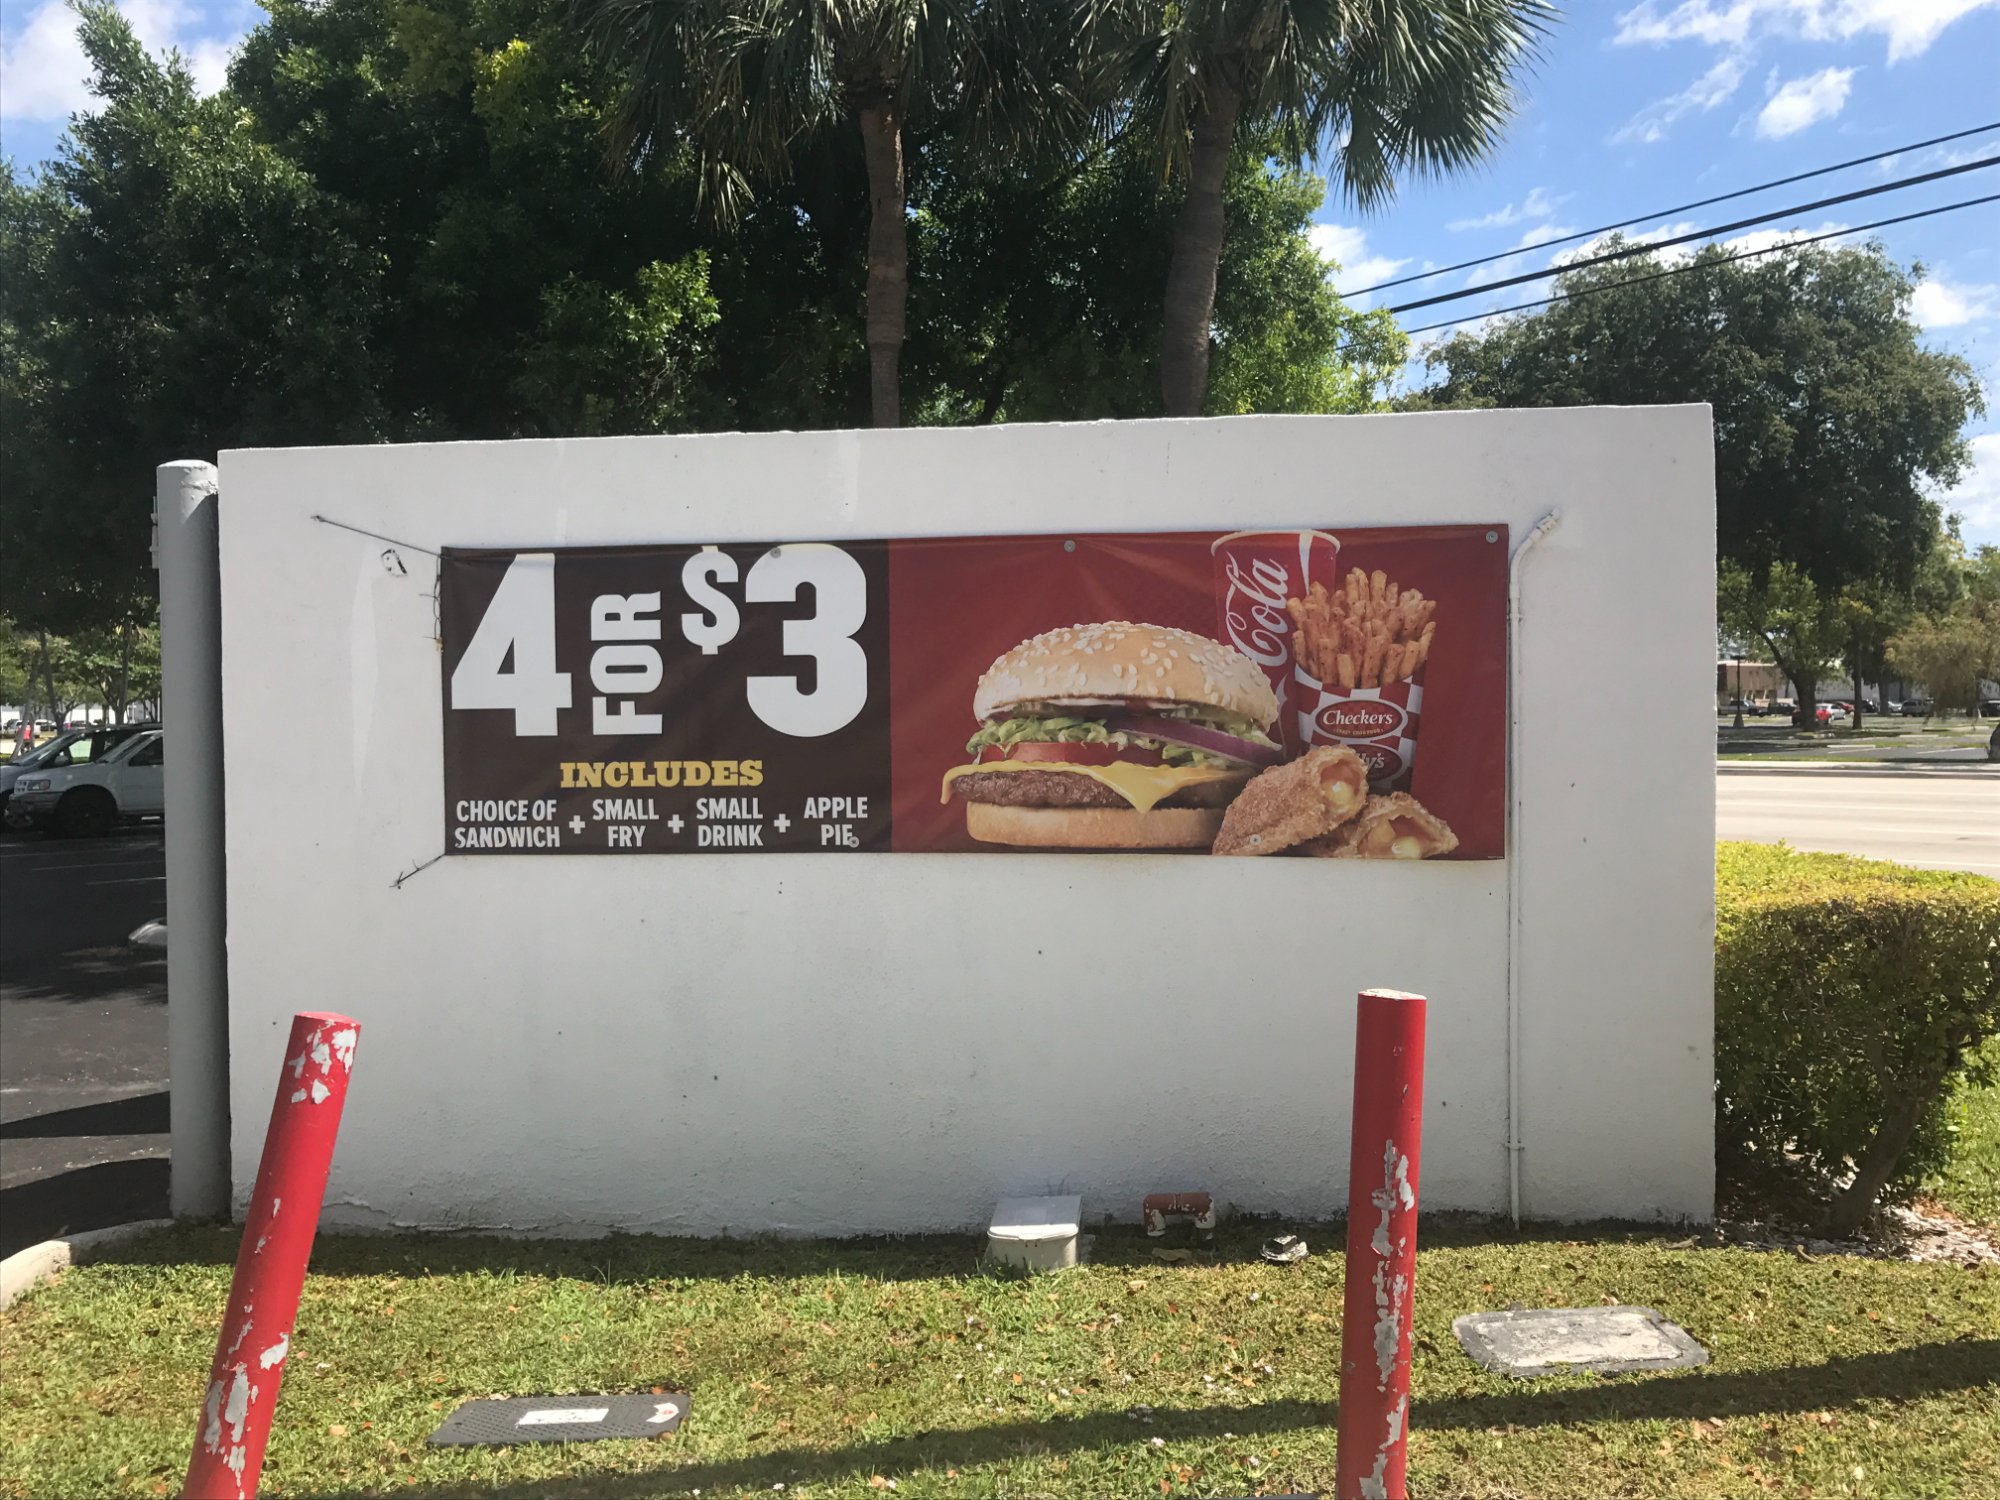 4 FOR $3
INCLUDES
CHOICE OF SANDWICH + SMALL FRY + SMALL DRINK + APPLE PIE
Cola
Checkers